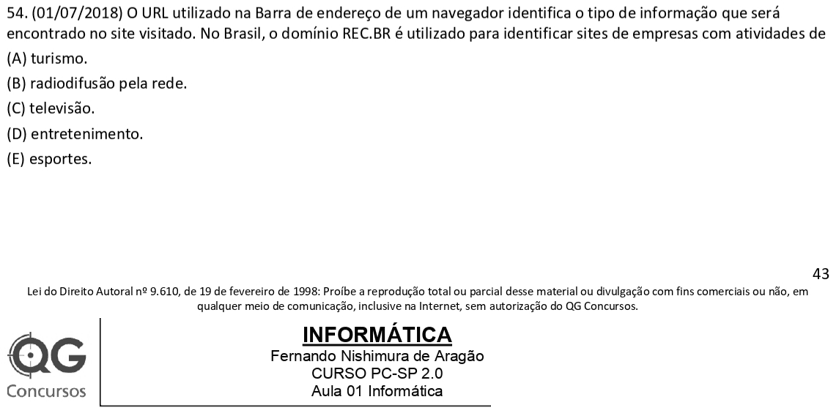 54. (01/07/2018) O URL utilizado na Barra de endereço de um navegador identifica o tipo de informação que será
encontrado no site visitado. No Brasil, o domínio REC.BR é utilizado para identificar sites de empresas com atividades de
(A) turismo.
(B) radiodifusão pela rede.
(C) televisão.
(D) entretenimento.
(E) esportes.
43
Lei do Direito Autoral nº 9.610, de 19 de fevereiro de 1998: Proíbe a reprodução total ou parcial desse material ou divulgação com fins comerciais ou não, em
qualquer meio de comunicação, inclusive na Internet, sem autorização do QG Concursos.
QG
Concursos
INFORMÁTICA
Fernando Nishimura de Aragão
CURSO PC-SP 2.0
Aula 01 Informática